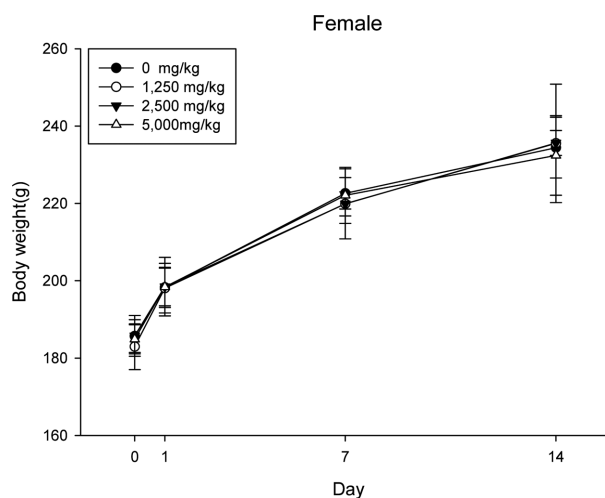 Female
260
240
220
200
180
160
0 mg/kg
1,250 mg/kg
2,500 mg/kg
5,000mg/kg
Body weight(g)
0 1 7 14
Day